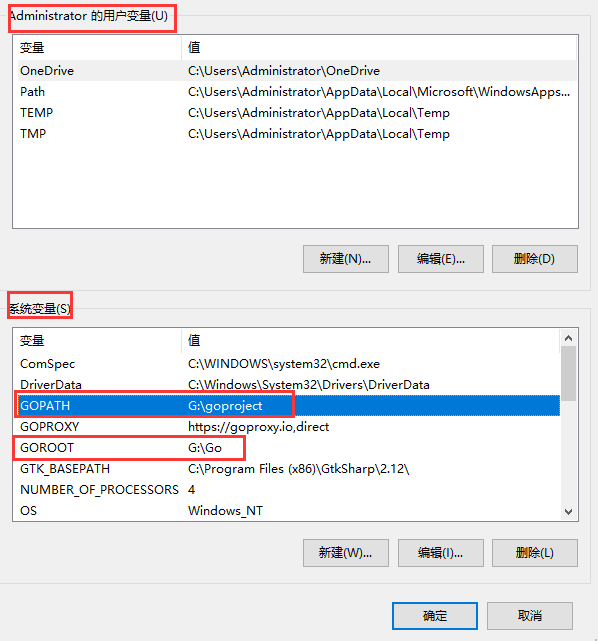 Administrator 的用户变量(U)
变量 值
OneDrive C:\Users\Administrator\OneDrive
Path C:\Users\Administrator\AppData\Local\Microsoft\WindowsApps...
TEMP C:\Users\Administrator\AppData\Local\Temp
TMP C:\Users\Administrator\AppData\Local\Temp
新建(N)... 编辑(E)... 删除(D)
系统变量(S)
变量 值
ComSpec C:\WINDOWS\system32\cmd.exe
DriverData C:\Windows\System32\Drivers\DriverData
GOPATH G:\goproject
GOPROXY https://goproxy.io,direct
GOROOT G:\Go
GTK_BASEPATH C:\Program Files (x86)\GtkSharp\2.12\
NUMBER_OF_PROCESSORS 4
OS Windows_NT
新建(W)... 编辑(I)... 删除(L)
确定 取消